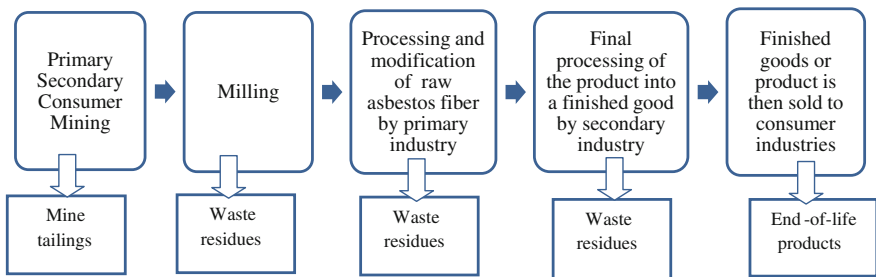 Primary
Secondary
Consumer
Mining
Milling
Processing and
modification
of raw
asbestos fiber
by primary
industry
Final
processing of
the product into
a finished good
by secondary
industry
Finished
goods or
product is
then sold to
consumer
industries
Mine
tailings
Waste
residues
Waste
residues
Waste
residues
End-of-life
products